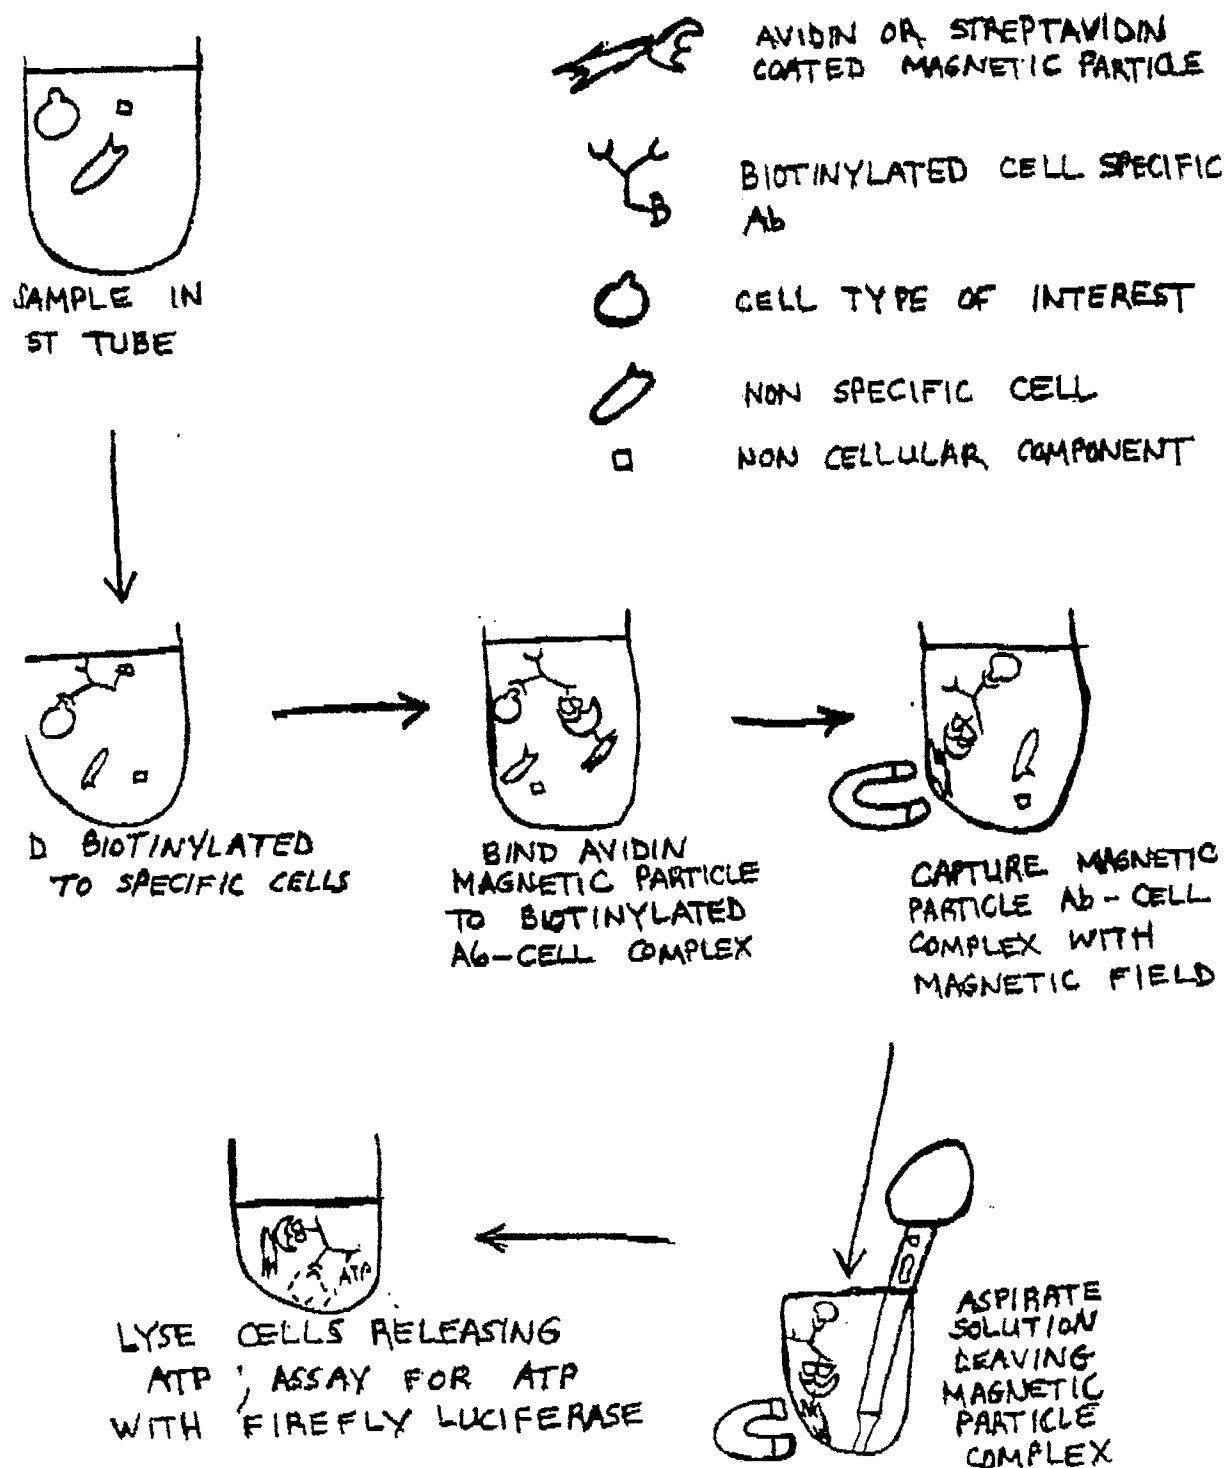 AVIDIN OR STREPTAVIDIN
COATED MAGNETIC PARTICLE
BIOTINYLATED CELL SPECIFIC
Ab
CELL TYPE OF INTEREST
NON SPECIFIC CELL
NON CELLULAR COMPONENT
SAMPLE IN
ST TUBE
D BIOTINYLATED
TO SPECIFIC CELLS
BIND AVIDIN
MAGNETIC PARTICLE
TO BIOTINYLATED
Ab-CELL COMPLEX
CAPTURE MAGNETIC
PARTICLE Ab-CELL
COMPLEX WITH
MAGNETIC FIELD
ATP
LYSE CELLS RELEASING
ATP; ASSAY FOR ATP
WITH FIREFLY LUCIFERASE
ASPIRATE
SOLUTION
LEAVING
MAGNETIC
PARTICLE
COMPLEX